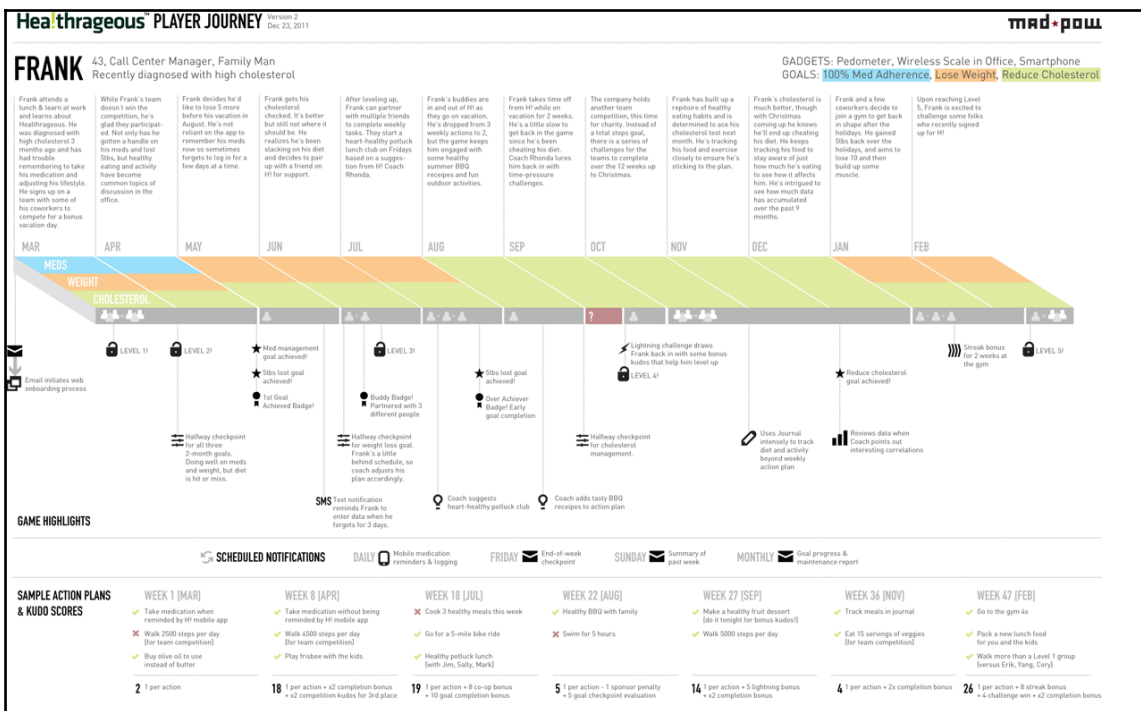 Hea!thrageous™ PLAYER JOURNEY
Version 2
Dec 23, 2011
mad★pow
FRANK
43, Call Center Manager, Family Man
Recently diagnosed with high cholesterol
GADGETS: Pedometer, Wireless Scale in Office, Smartphone
GOALS: 100% Med Adherence, Lose Weight, Reduce Cholesterol
Frank attends a
lunch & learn at work
and learns about
Healthrageous. He
was diagnosed with
high cholesterol 3
months ago and has
had trouble
remembering to take
his medication and
adjusting his lifestyle.
He signs up on a
team with some of
his coworkers to
compete for a bonus
vacation day.
While Frank's team
doesn't win the
competition, he's
glad they participat-
ed. Not only has he
gotten a handle on
his meds and lost
5lbs, but healthy
eating and activity
have become
common topics of
discussion in the
office.
Frank decides he'd
like to lose 5 more
before his vacation in
August. He's not
reliant on the app to
remember his meds
now so sometimes
forgets to log in for a
few days at a time.
Frank gets his
cholesterol
checked. It's better
but still not where it
should be. He
realizes he's been
slacking on his diet
and decides to pair
up with a friend on
H! for support.
After leveling up,
Frank can partner
with multiple friends
to complete weekly
tasks. They start a
heart-healthy potluck
lunch club on Fridays
based on a sugges-
tion from H! Coach
Rhonda.
Frank's buddies are
in and out of H! as
they go on vacation.
He's dropped from 3
weekly actions to 2,
but the game keeps
him engaged with
some healthy
summer BBQ
receipes and fun
outdoor activities.
Frank takes time off
from H! while on
vacation for 2 weeks.
He's a little slow to
get back in the game
since he's been
cheating his diet.
Coach Rhonda lures
him back in with
time-pressure
challenges.
The company holds
another team
competition, this time
for charity. Instead of
a total steps goal,
there is a series of
challenges for the
teams to complete
over the 12 weeks up
to Christmas.
Frank has built up a
repitoire of healthy
eating habits and is
determined to ace his
cholesterol test next
month. He's tracking
his food and exercise
closely to ensure he's
sticking to the plan.
Frank's cholesterol is
much better, though
with Christmas
coming up he knows
he'll end up cheating
his diet. He keeps
tracking his food to
stay aware of just
how much he's eating
to see how it affects
him. He's intrigued to
see how much data
has accumulated
over the past 9
months.
Frank and a few
coworkers decide to
join a gym to get back
in shape after the
holidays. He gained
5lbs back over the
holidays, and aims to
lose 10 and then
build up some
muscle.
Upon reaching Level
5, Frank is excited to
challenge some folks
who recently signed
up for H!
MAR
APR
MAY
JUN
JUL
AUG
SEP
OCT
NOV
DEC
JAN
FEB
MEDS
WEIGHT
CHOLESTEROL
?
Email initiates web
onboarding process
LEVEL 1!
LEVEL 2!
Halfway checkpoint
for all three
2-month goals.
Doing well on meds
and weight, but diet
is hit or miss.
Med management
goal achieved!
5lbs lost goal
achieved!
1st Goal
Achieved Badge!
SMS
Text notification
reminds Frank to
enter data when he
forgets for 3 days.
LEVEL 3!
Buddy Badge!
Partnered with 3
different people
Halfway checkpoint
for weight loss goal.
Frank's a little
behind schedule, so
coach adjusts his
plan accordingly.
5lbs lost goal
achieved!
Over Achiever
Badge! Early
goal completion
Coach suggests
heart-healthy potluck club
Coach adds tasty BBQ
receipes to action plan
Lightning challenge draws
Frank back in with some bonus
kudos that help him level up
LEVEL 4!
Halfway checkpoint
for cholesterol
management.
Uses Journal
intensely to track
diet and activity
beyond weekly
action plan
Reduce cholesterol
goal achieved!
Reviews data when
Coach points out
interesting correlations
Streak bonus
for 2 weeks at
the gym
LEVEL 5!
GAME HIGHLIGHTS
SCHEDULED NOTIFICATIONS
DAILY
Mobile medication
reminders & logging
FRIDAY
End-of-week
checkpoint
SUNDAY
Summary of
past week
MONTHLY
Goal progress &
maintenance report
SAMPLE ACTION PLANS
& KUDO SCORES
WEEK 1 [MAR]
Take medication when
reminded by H! mobile app
Walk 2500 steps per day
[for team competition]
Buy olive oil to use
instead of butter
2 1 per action
WEEK 8 [APR]
Take medication without being
reminded by H! mobile app
Walk 4500 steps per day
[for team competition]
Play frisbee with the kids
18 1 per action + x2 completion bonus
+ x2 competition kudos for 3rd place
WEEK 18 [JUL]
Cook 3 healthy meals this week
Go for a 5-mile bike ride
Healthy potluck lunch
[with Jim, Sally, Mark]
19 1 per action + 8 co-op bonus
+ 10 goal completion bonus
WEEK 22 [AUG]
Healthy BBQ with family
Swim for 5 hours
5 1 per action - 1 sponsor penalty
+ 5 goal checkpoint evaluation
WEEK 27 [SEP]
Make a healthy fruit dessert
[do it tonight for bonus kudos!]
Walk 5000 steps per day
14 1 per action + 5 lightning bonus
+ x2 completion bonus
WEEK 36 [NOV]
Track meals in journal
Eat 15 servings of veggies
[for team competition]
4 1 per action + 2x completion bonus
WEEK 47 [FEB]
Go to the gym 4x
Pack a new lunch food
for you and the kids
Walk more than a Level 1 group
[versus Erik, Yang, Cory]
26 1 per action + 8 streak bonus
+ 4 challenge win + x2 completion bonus